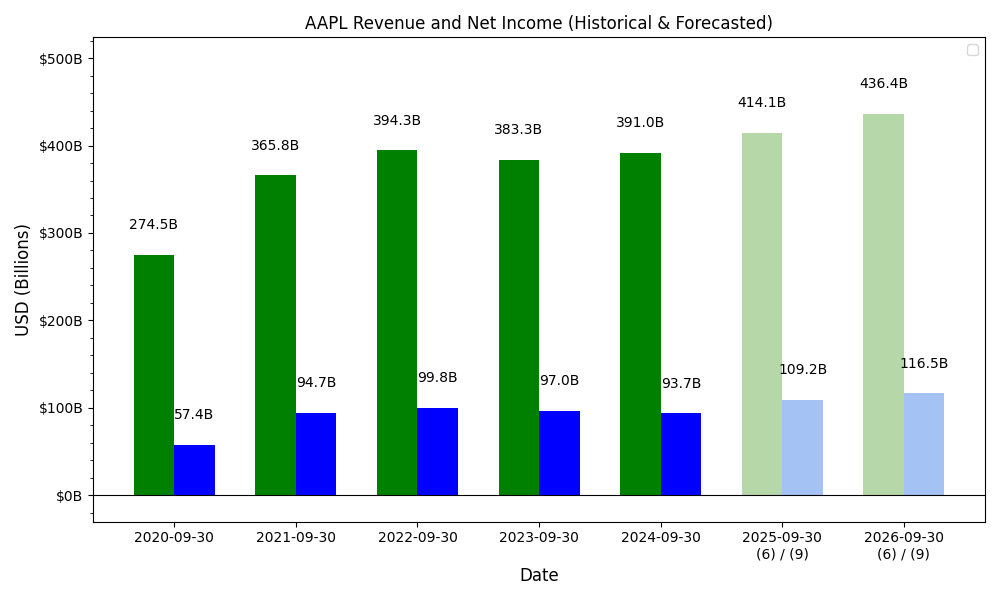 AAPL Revenue and Net Income (Historical & Forecasted)
USD (Billions)
$500B
$400B
$300B
$200B
$100B
$0B
274.5B
57.4B
365.8B
94.7B
394.3B
99.8B
383.3B
97.0B
391.0B
93.7B
414.1B
109.2B
436.4B
116.5B
2020-09-30
2021-09-30
2022-09-30
2023-09-30
2024-09-30
2025-09-30
(6) / (9)
2026-09-30
(6) / (9)
Date